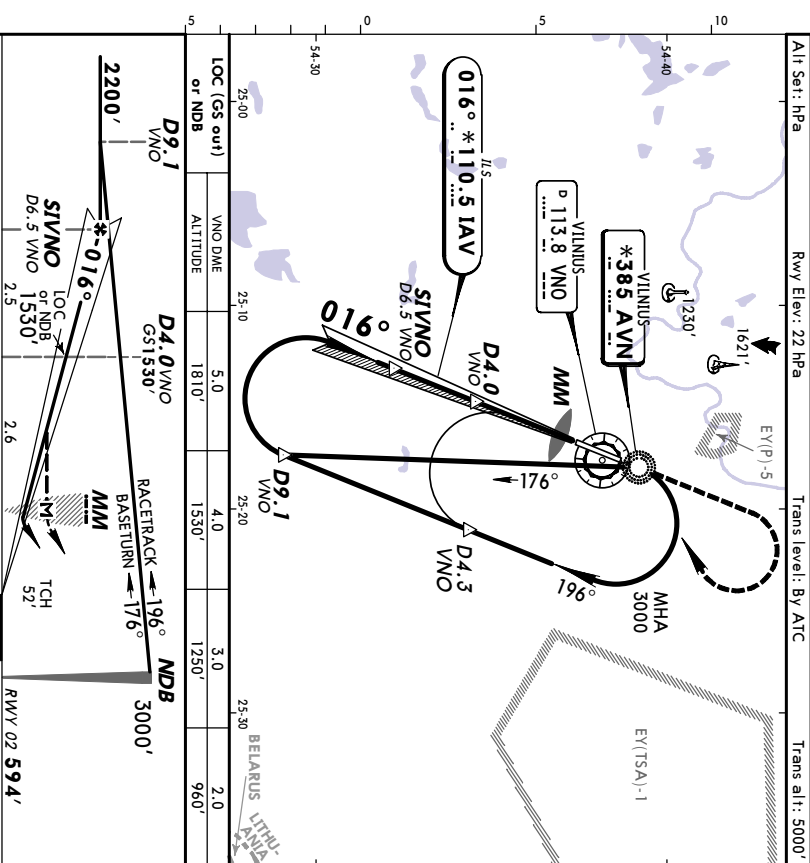 Alt Set: hPa
Rwy Elev: 22 hPa
Trans level: By ATC
Trans alt: 5000'
10
5
0
5
54-40
54-30
25-00
25-10
25-20
25-30
1230'
1621'
EY(P)-5
VILNIUS
*385 AVN
VILNIUS
D 113.8 VNO
ILS
016° *110.5 IAV
MM
D4.0
VNO
SIVNO
D6.5 VNO
016°
176°
D9.1
VNO
D4.3
VNO
196°
MHA
3000
EY(TSA)-1
BELARUS
LITHU-
ANIA
LOC (GS out)
or NDB
VNO DME
5.0
4.0
3.0
2.0
ALTITUDE
1810'
1530'
1250'
960'
D9.1
VNO
2200'
SIVNO
D6.5 VNO
016°
D4.0 VNO
GS1530'
LOC
or NDB
1530'
2.5
2.6
MM
M
RACETRACK 196°
BASETURN 176°
NDB
3000'
TCH
52'
RWY 02 594'